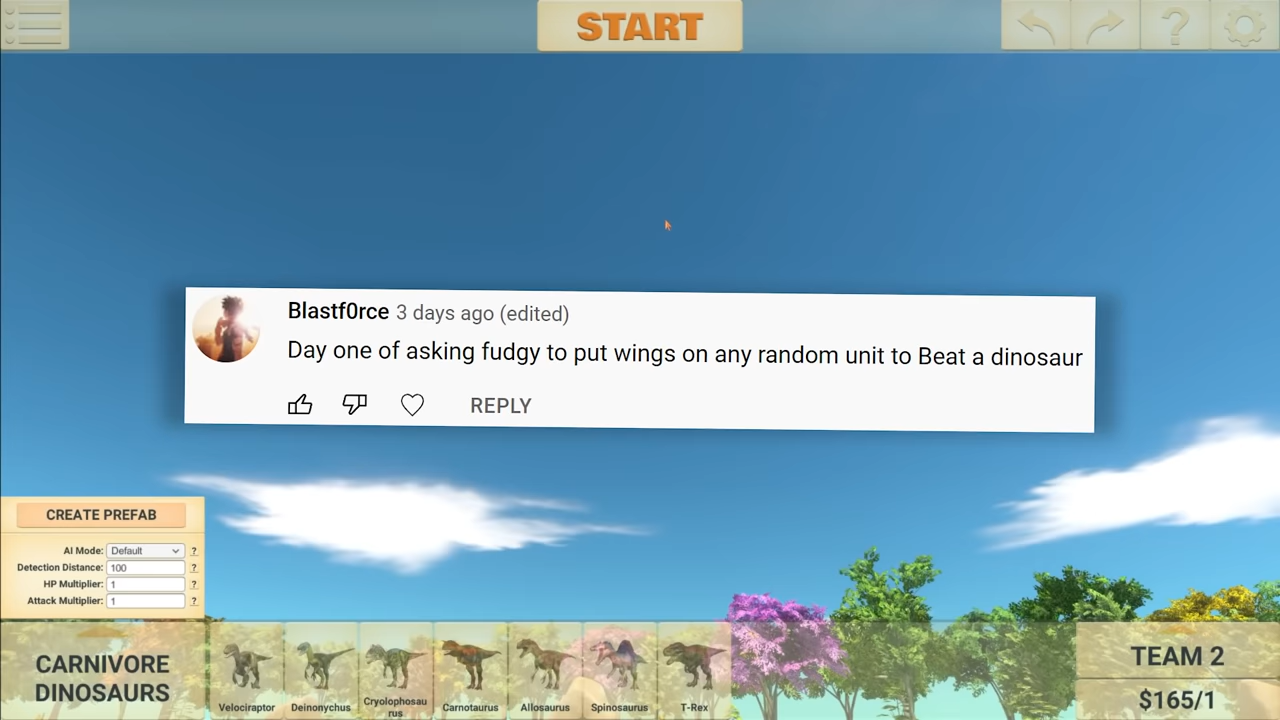 START
?
Blastf0rce 3 days ago (edited)
Day one of asking fudgy to put wings on any random unit to Beat a dinosaur
REPLY
CREATE PREFAB
AI Mode: Default ?
Detection Distance: 100 ?
HP Multiplier: 1 ?
Attack Multiplier: 1 ?
CARNIVORE
DINOSAURS
Velociraptor
Deinonychus
Cryolophosau
rus
Carnotaurus
Allosaurus
Spinosaurus
T-Rex
TEAM 2
$165/1